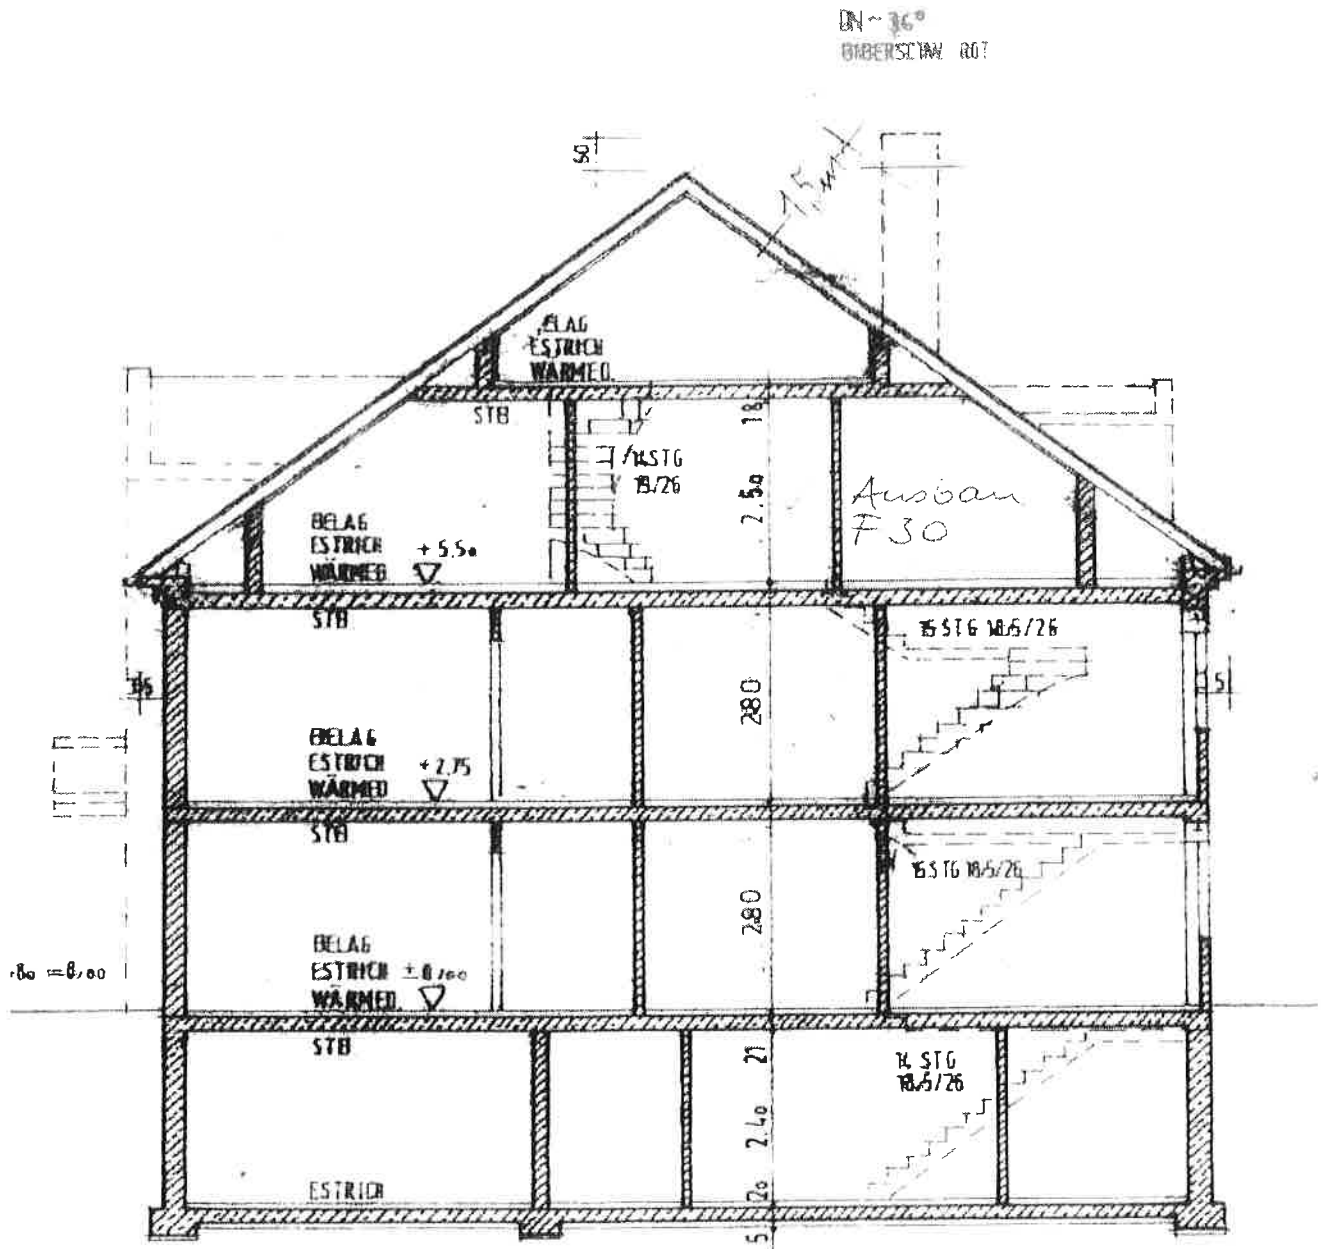 DN ~ 36°
BIBERSCHW. ROT
50
1,5 m
ELAG
ESTRICH
WÄRMED.
STB
18
14 STG
19/26
2.50
Ausbau
F 30
BELAG
ESTRICH + 5.50
WÄRMED.
STB
15 STG 18,5/26
5
280
BELAG
ESTRICH + 2,75
WÄRMED.
STB
15 STG 18,5/26
280
BELAG
ESTRICH ± 0,00
WÄRMED.
STB
21
14 STG
18,5/26
2.40
ESTRICH
20
5